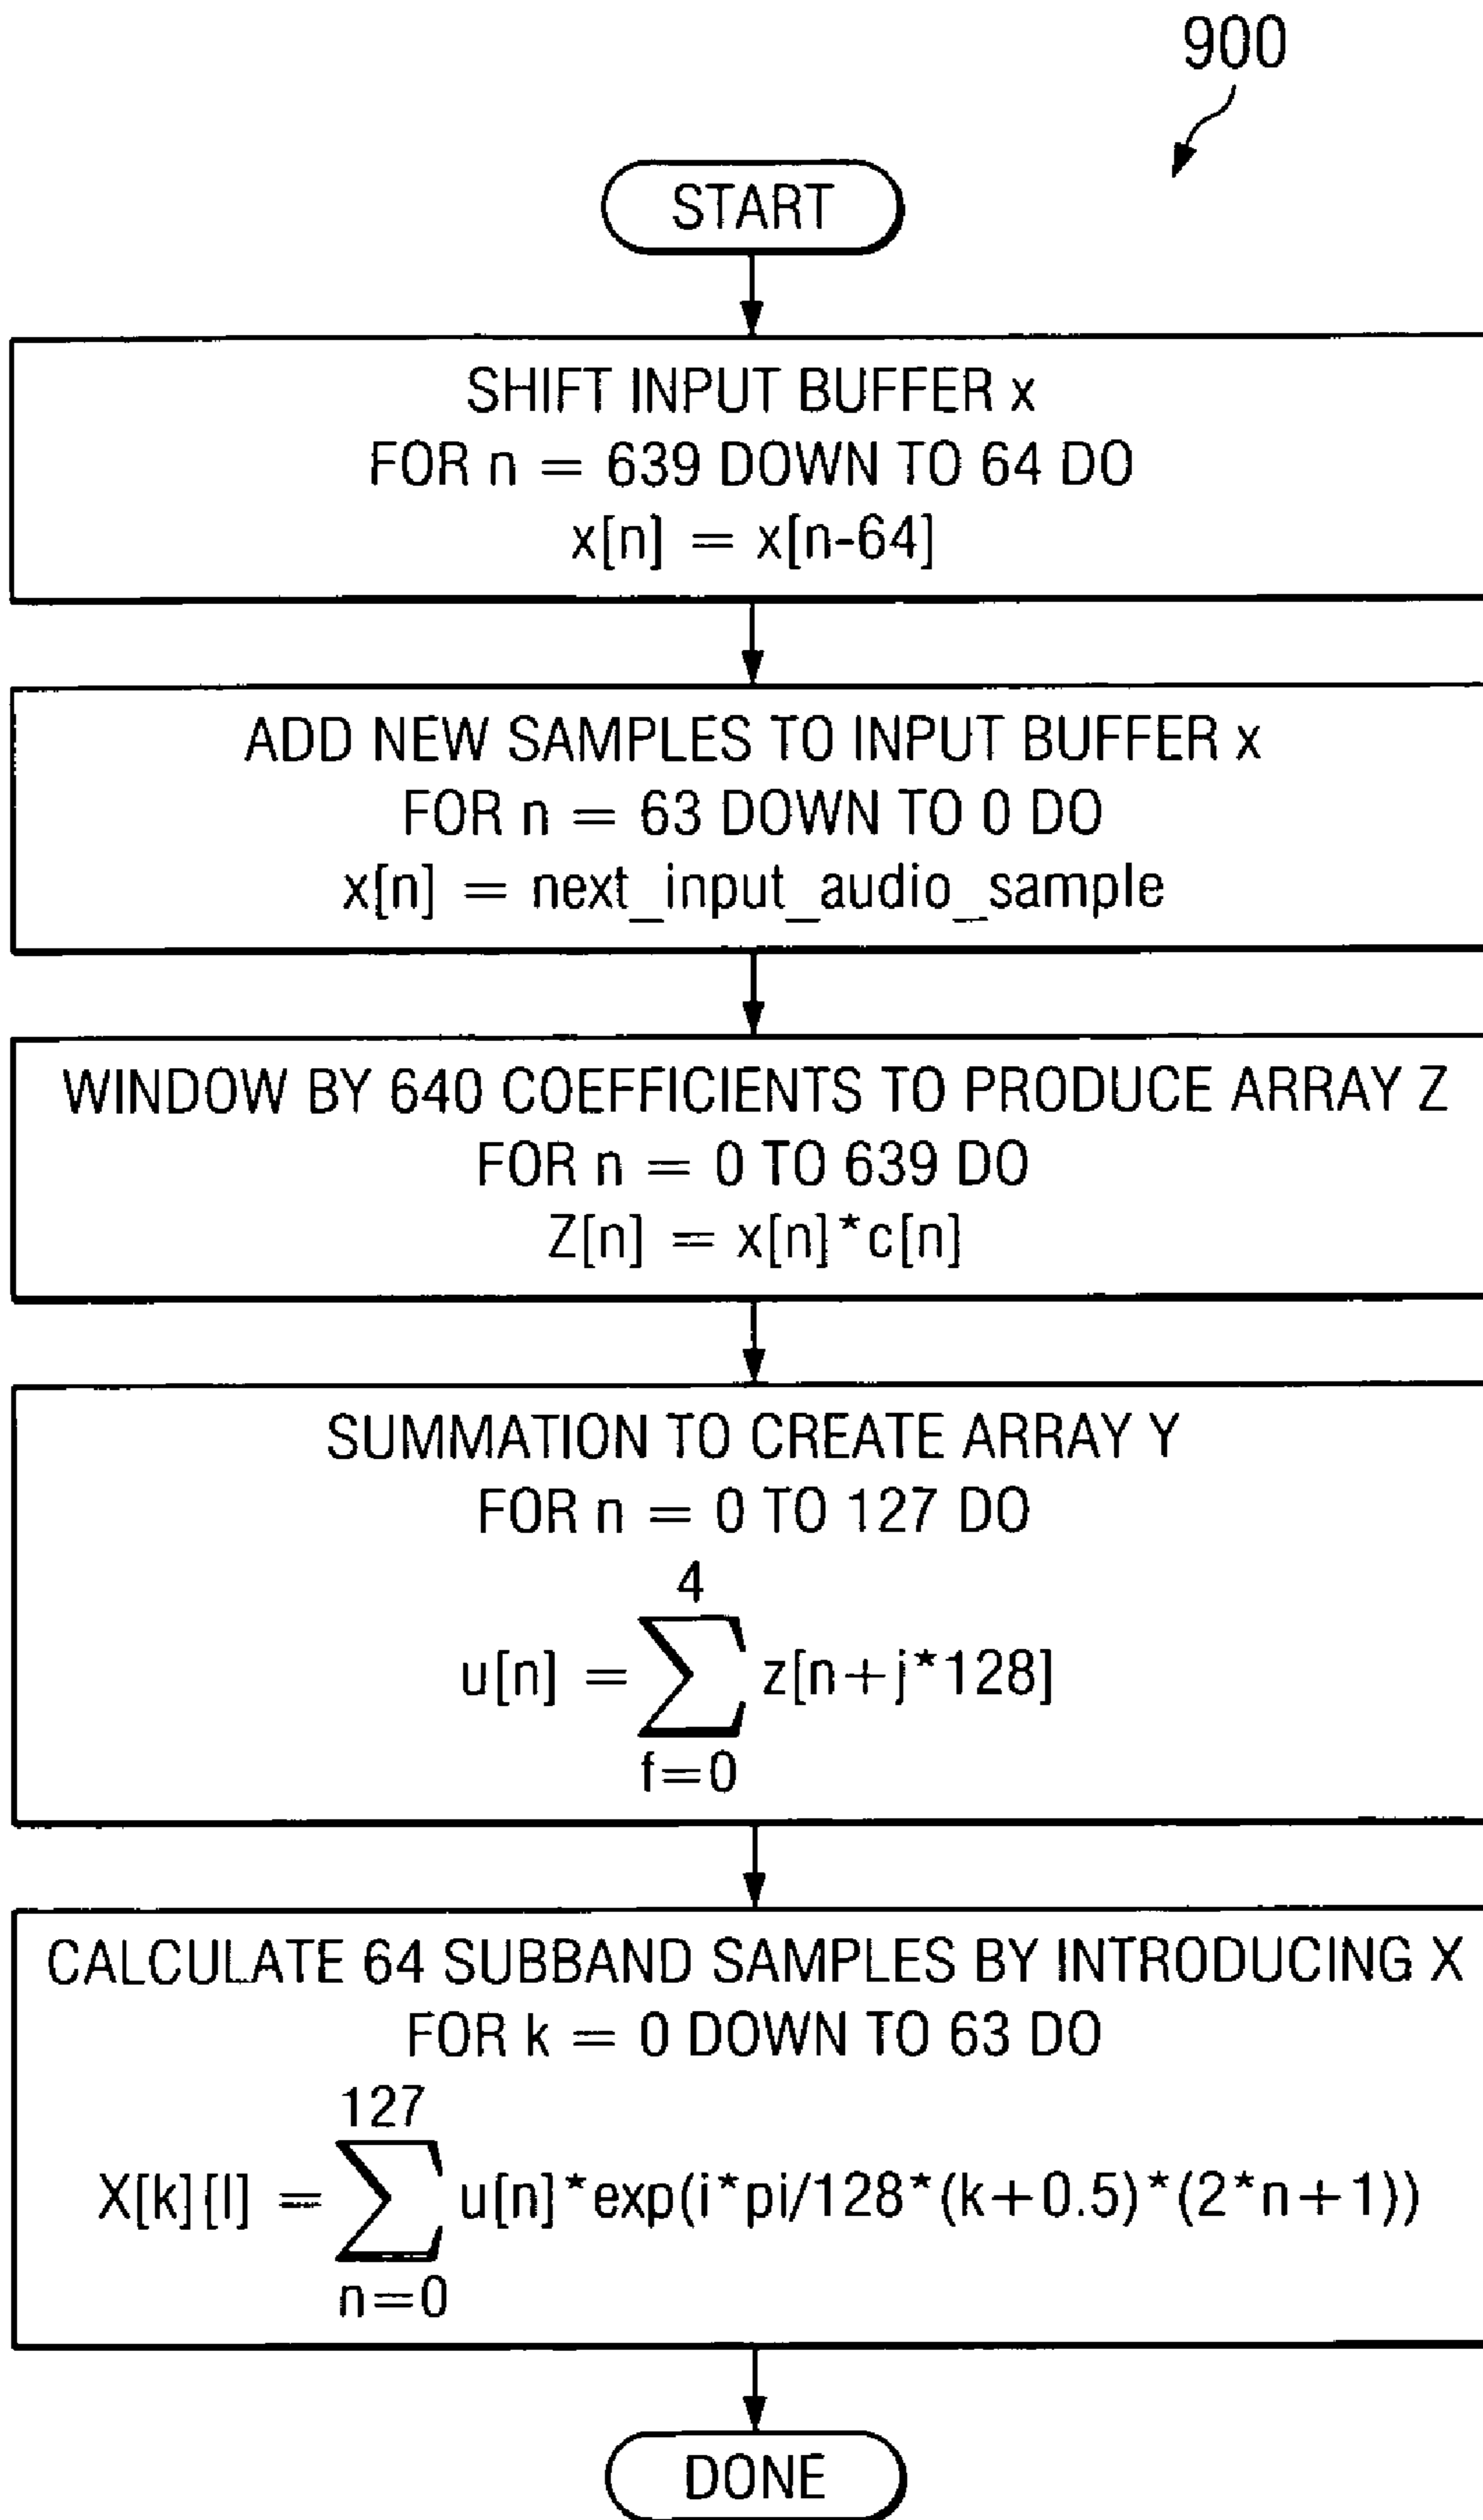 900
START
SHIFT INPUT BUFFER x
FOR n = 639 DOWN TO 64 DO
x[n] = x[n-64]
ADD NEW SAMPLES TO INPUT BUFFER x
FOR n = 63 DOWN TO 0 DO
x[n] = next_input_audio_sample
WINDOW BY 640 COEFFICIENTS TO PRODUCE ARRAY Z
FOR n = 0 TO 639 DO
Z[n] = x[n]*c[n]
SUMMATION TO CREATE ARRAY Y
FOR n = 0 TO 127 DO
4
u[n] = ∑ z[n+j*128]
f=0
CALCULATE 64 SUBBAND SAMPLES BY INTRODUCING X
FOR k = 0 DOWN TO 63 DO
127
X[k][l] = ∑ u[n]*exp(i*pi/128*(k+0.5)*(2*n+1))
n=0
DONE